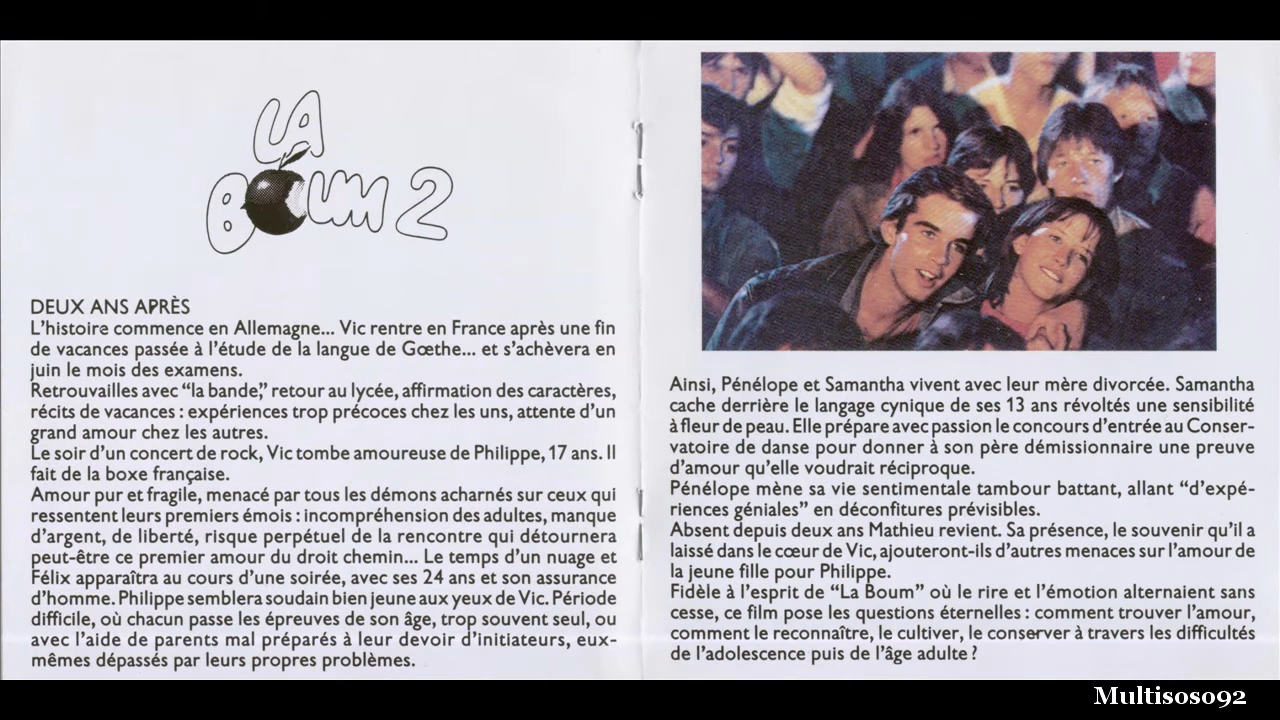 LA
BOUM 2
DEUX ANS APRÈS
L'histoire commence en Allemagne... Vic rentre en France après une fin
de vacances passée à l'étude de la langue de Gœthe... et s'achèvera en
juin le mois des examens.
Retrouvailles avec “la bande,” retour au lycée, affirmation des caractères,
récits de vacances : expériences trop précoces chez les uns, attente d'un
grand amour chez les autres.
Le soir d'un concert de rock, Vic tombe amoureuse de Philippe, 17 ans. Il
fait de la boxe française.
Amour pur et fragile, menacé par tous les démons acharnés sur ceux qui
ressentent leurs premiers émois : incompréhension des adultes, manque
d'argent, de liberté, risque perpétuel de la rencontre qui détournera
peut-être ce premier amour du droit chemin... Le temps d'un nuage et
Félix apparaîtra au cours d'une soirée, avec ses 24 ans et son assurance
d'homme. Philippe semblera soudain bien jeune aux yeux de Vic. Période
difficile, où chacun passe les épreuves de son âge, trop souvent seul, ou
avec l'aide de parents mal préparés à leur devoir d'initiateurs, eux-
mêmes dépassés par leurs propres problèmes.
Ainsi, Pénélope et Samantha vivent avec leur mère divorcée. Samantha
cache derrière le langage cynique de ses 13 ans révoltés une sensibilité
à fleur de peau. Elle prépare avec passion le concours d'entrée au Conser-
vatoire de danse pour donner à son père démissionnaire une preuve
d'amour qu'elle voudrait réciproque.
Pénélope mène sa vie sentimentale tambour battant, allant “d'expé-
riences géniales” en déconfitures prévisibles.
Absent depuis deux ans Mathieu revient. Sa présence, le souvenir qu'il a
laissé dans le cœur de Vic, ajouteront-ils d'autres menaces sur l'amour de
la jeune fille pour Philippe.
Fidèle à l'esprit de “La Boum” où le rire et l'émotion alternaient sans
cesse, ce film pose les questions éternelles : comment trouver l'amour,
comment le reconnaître, le cultiver, le conserver à travers les difficultés
de l'adolescence puis de l'âge adulte ?
Multisoso92